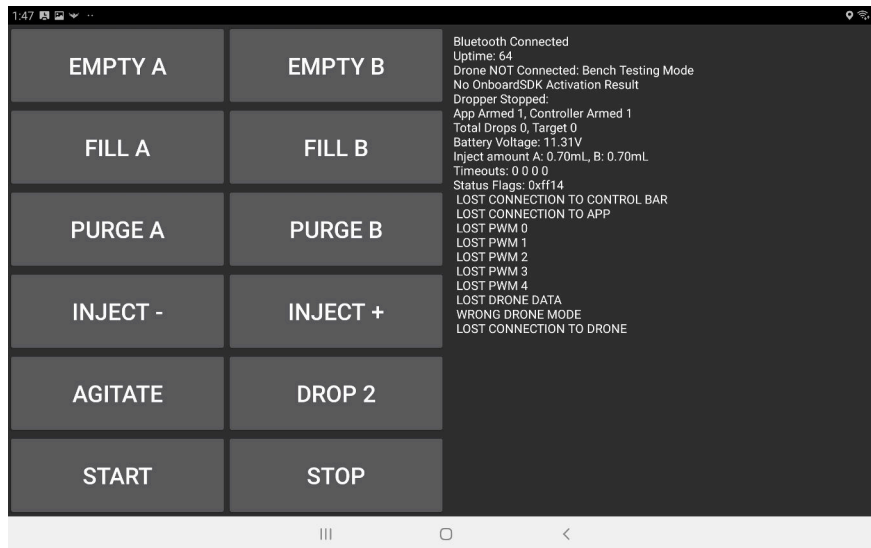 1:47
EMPTY A
EMPTY B
FILL A
FILL B
PURGE A
PURGE B
INJECT -
INJECT +
AGITATE
DROP 2
START
STOP
Bluetooth Connected
Uptime: 64
Drone NOT Connected: Bench Testing Mode
No OnboardSDK Activation Result
Dropper Stopped:
App Armed 1, Controller Armed 1
Total Drops 0, Target 0
Battery Voltage: 11.31V
Inject amount A: 0.70mL, B: 0.70mL
Timeouts: 0 0 0 0
Status Flags: 0xff14
LOST CONNECTION TO CONTROL BAR
LOST CONNECTION TO APP
LOST PWM 0
LOST PWM 1
LOST PWM 2
LOST PWM 3
LOST PWM 4
LOST DRONE DATA
WRONG DRONE MODE
LOST CONNECTION TO DRONE